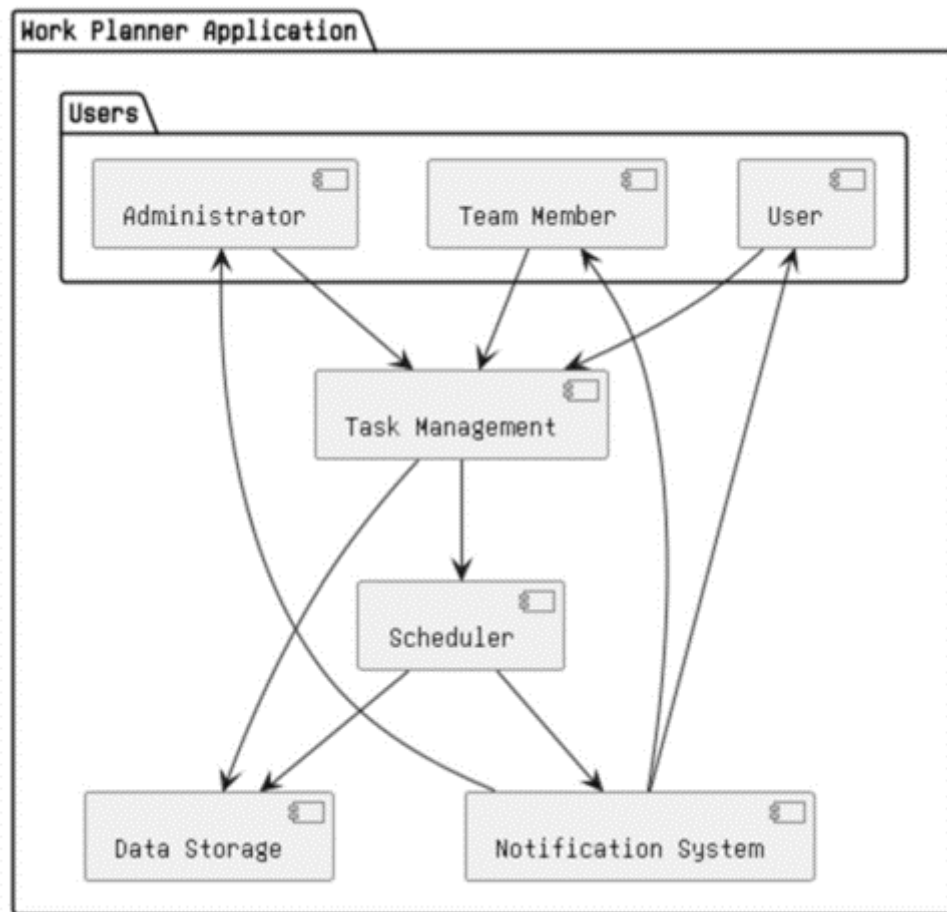 Work Planner Application
Users
Administrator
Team Member
User
Task Management
Scheduler
Data Storage
Notification System